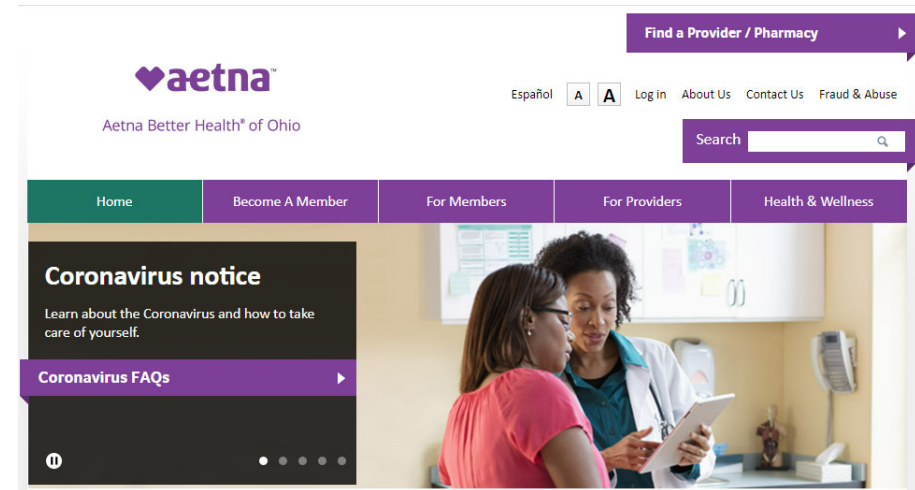 Find a Provider / Pharmacy
aetna™
Aetna Better Health® of Ohio
Español A A Log in About Us Contact Us Fraud & Abuse
Search
Home Become A Member For Members For Providers Health & Wellness
Coronavirus notice
Learn about the Coronavirus and how to take
care of yourself.
Coronavirus FAQs